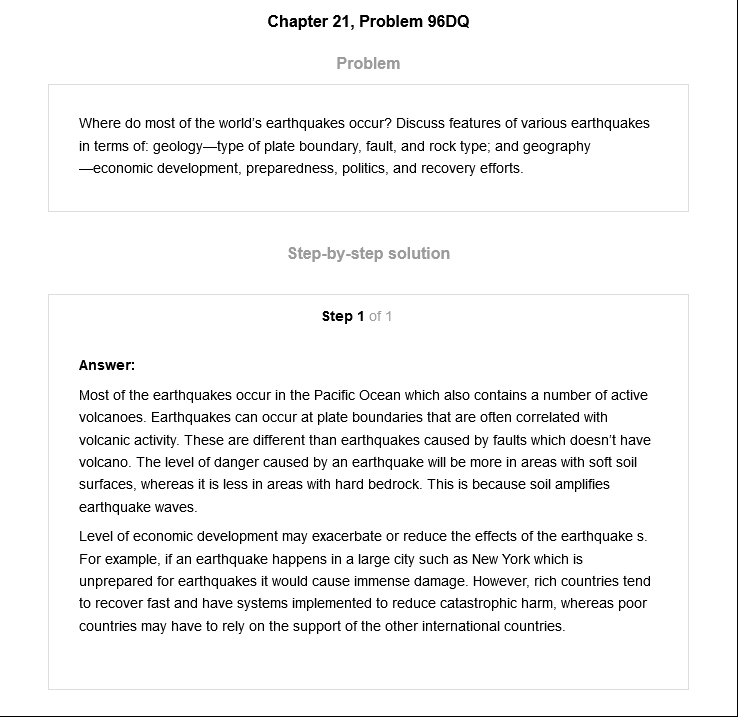 Chapter 21, Problem 96DQ
Problem
Where do most of the world's earthquakes occur? Discuss features of various earthquakes
in terms of: geology—type of plate boundary, fault, and rock type; and geography
—economic development, preparedness, politics, and recovery efforts.
Step-by-step solution
Step 1 of 1
Answer:
Most of the earthquakes occur in the Pacific Ocean which also contains a number of active
volcanoes. Earthquakes can occur at plate boundaries that are often correlated with
volcanic activity. These are different than earthquakes caused by faults which doesn't have
volcano. The level of danger caused by an earthquake will be more in areas with soft soil
surfaces, whereas it is less in areas with hard bedrock. This is because soil amplifies
earthquake waves.
Level of economic development may exacerbate or reduce the effects of the earthquake s.
For example, if an earthquake happens in a large city such as New York which is
unprepared for earthquakes it would cause immense damage. However, rich countries tend
to recover fast and have systems implemented to reduce catastrophic harm, whereas poor
countries may have to rely on the support of the other international countries.